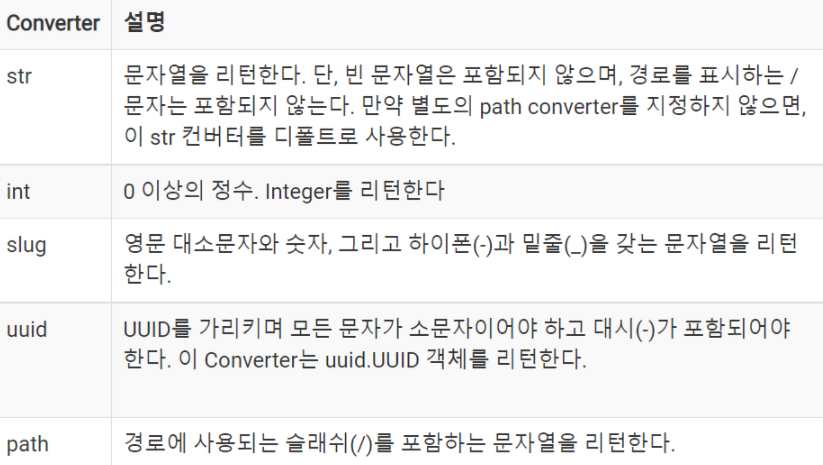 Converter 설명
str 문자열을 리턴한다. 단, 빈 문자열은 포함되지 않으며, 경로를 표시하는 /
문자는 포함되지 않는다. 만약 별도의 path converter를 지정하지 않으면,
이 str 컨버터를 디폴트로 사용한다.
int 0 이상의 정수. Integer를 리턴한다
slug 영문 대소문자와 숫자, 그리고 하이폰(-)과 밑줄(_)을 갖는 문자열을 리턴
한다.
uuid UUID를 가리키며 모든 문자가 소문자이어야 하고 대시(-)가 포함되어야
한다. 이 Converter는 uuid.UUID 객체를 리턴한다.
path 경로에 사용되는 슬래쉬(/)를 포함하는 문자열을 리턴한다.